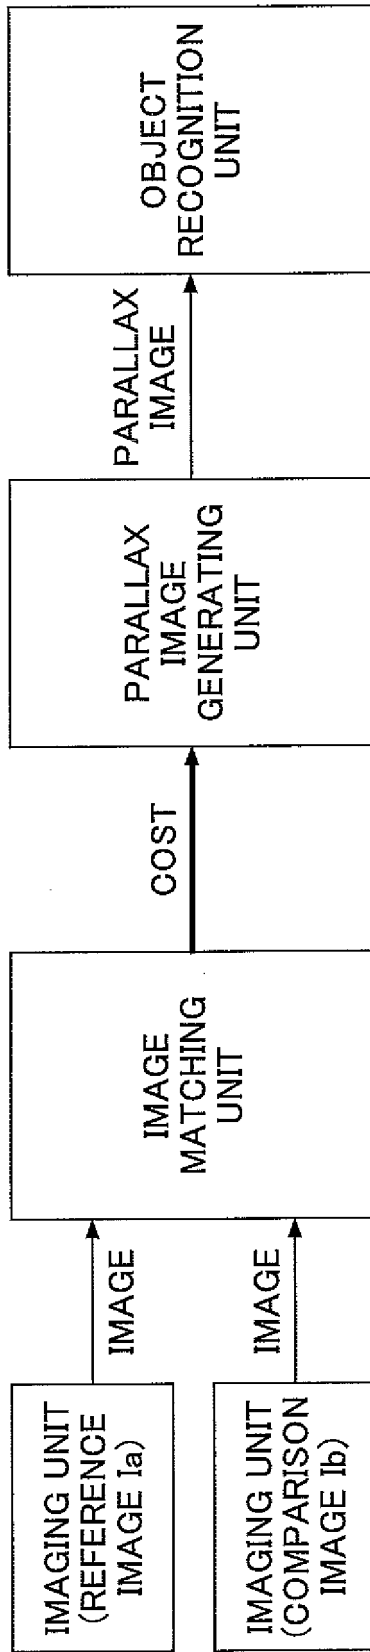 IMAGING UNIT
(REFERENCE
IMAGE Ia)
IMAGE
IMAGING UNIT
(COMPARISON
IMAGE Ib)
IMAGE
IMAGE
MATCHING
UNIT
COST
PARALLAX
IMAGE
GENERATING
UNIT
PARALLAX
IMAGE
OBJECT
RECOGNITION
UNIT